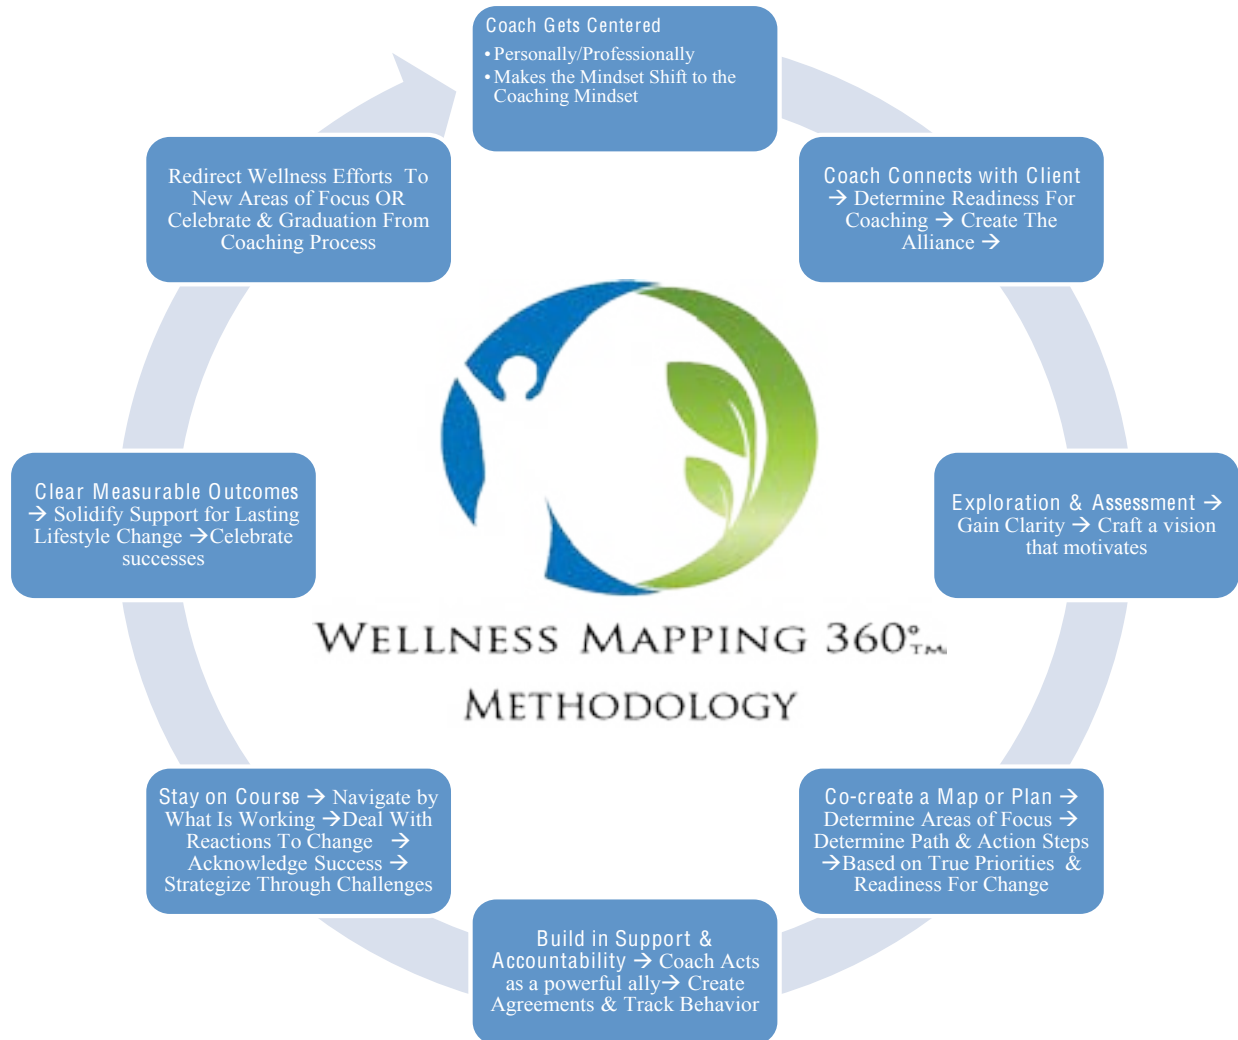 Coach Gets Centered
• Personally/Professionally
• Makes the Mindset Shift to the
Coaching Mindset
Coach Connects with Client
→ Determine Readiness For
Coaching → Create The
Alliance →
Exploration & Assessment →
Gain Clarity → Craft a vision
that motivates
Co-create a Map or Plan →
Determine Areas of Focus →
Determine Path & Action Steps
→Based on True Priorities &
Readiness For Change
Build in Support &
Accountability → Coach Acts
as a powerful ally→ Create
Agreements & Track Behavior
Stay on Course → Navigate by
What Is Working →Deal With
Reactions To Change →
Acknowledge Success →
Strategize Through Challenges
Clear Measurable Outcomes
→ Solidify Support for Lasting
Lifestyle Change →Celebrate
successes
Redirect Wellness Efforts To
New Areas of Focus OR
Celebrate & Graduation From
Coaching Process
WELLNESS MAPPING 360°™
METHODOLOGY